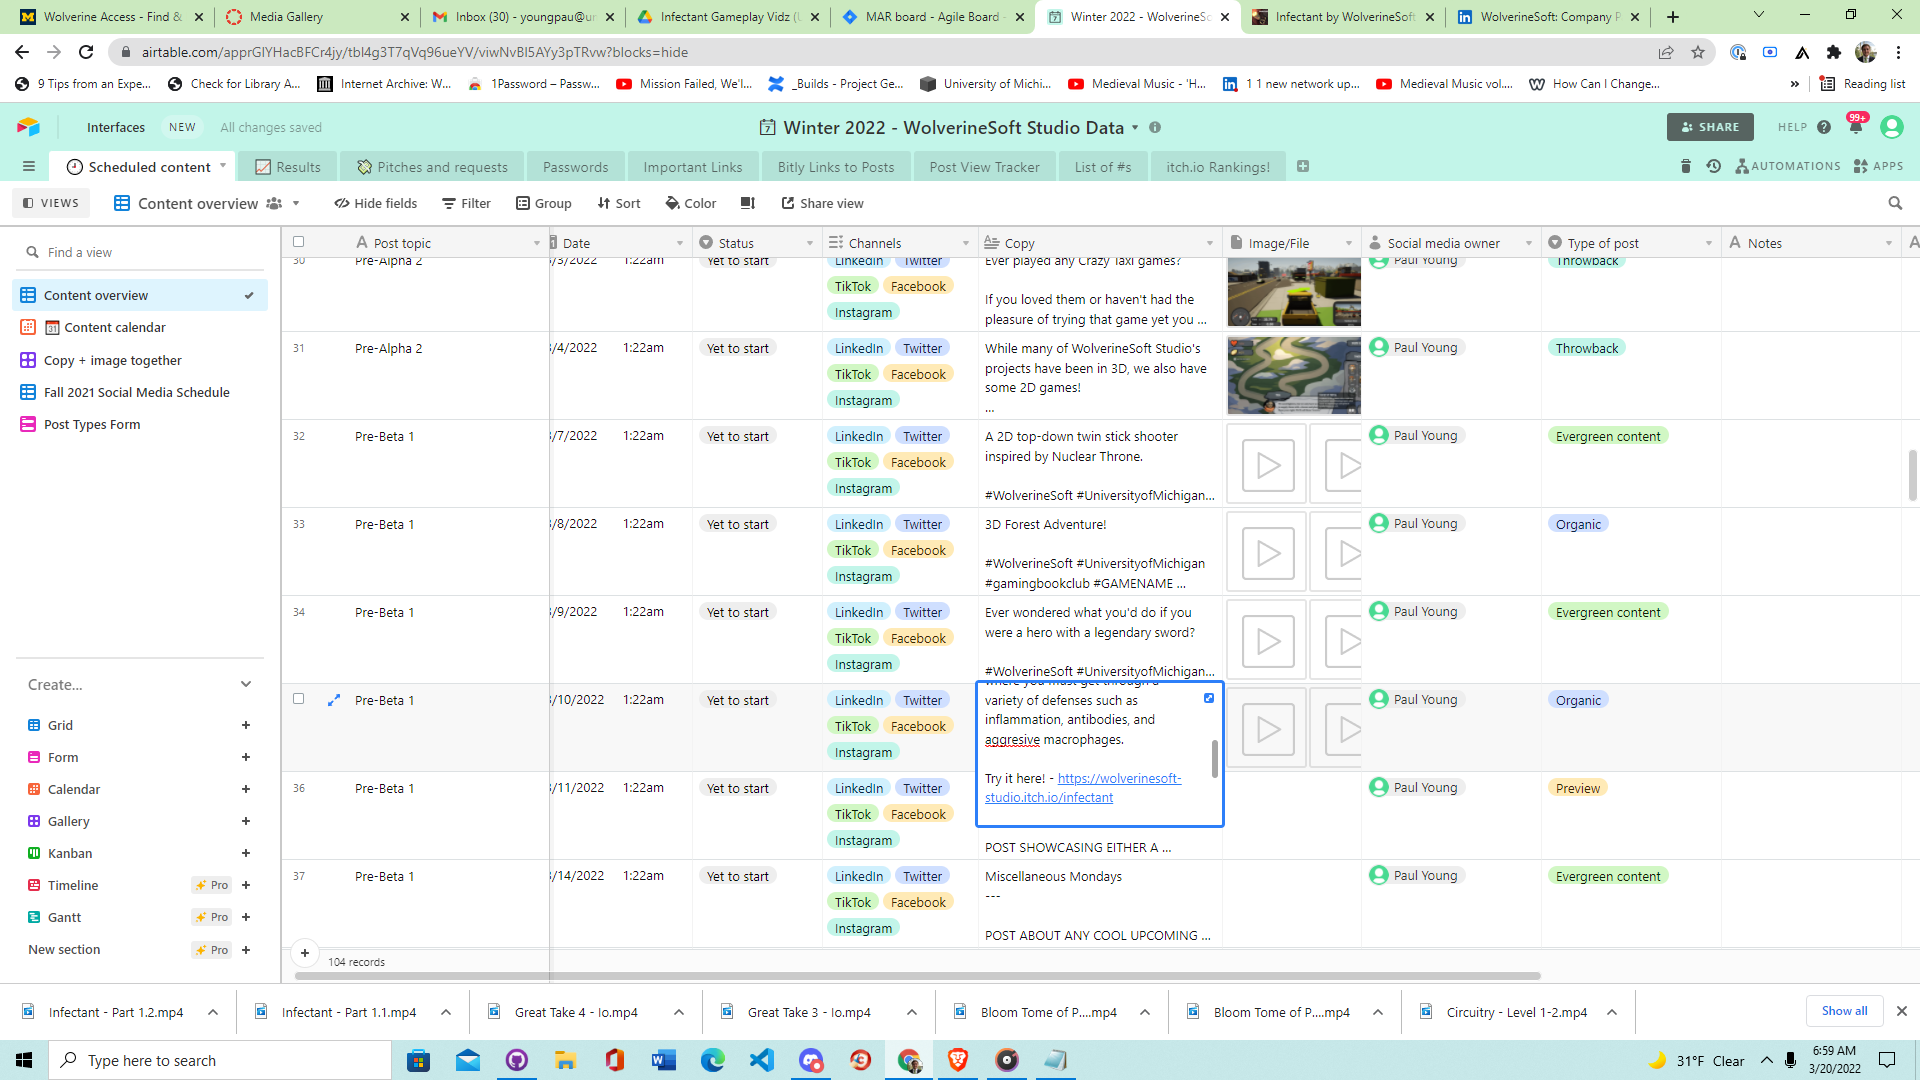 Wolverine Access - Find &
Media Gallery
Inbox (30) - youngpau@u
Infectant Gameplay Vidz (
MAR board - Agile Board -
Winter 2022 - WolverineSo
Infectant by WolverineSoft
WolverineSoft: Company P
airtable.com/apprGlYHacBFCr4jy/tbl4g3T7qVq96ueYV/viwNvBI5AYy3pTRvw?blocks=hide
9 Tips from an Expe...
Check for Library A...
Internet Archive: W...
1Password – Passw...
Mission Failed, We'l...
_Builds - Project Ge...
University of Michi...
Medieval Music - 'H...
1 1 new network up...
Medieval Music vol....
How Can I Change...
»
Reading list
Interfaces
NEW
All changes saved
Winter 2022 - WolverineSoft Studio Data
SHARE
HELP
99+
Scheduled content
Results
Pitches and requests
Passwords
Important Links
Bitly Links to Posts
Post View Tracker
List of #s
itch.io Rankings!
AUTOMATIONS
APPS
VIEWS
Content overview
Hide fields
Filter
Group
Sort
Color
Share view
Find a view
Content overview
Content calendar
Copy + image together
Fall 2021 Social Media Schedule
Post Types Form
Create...
Grid
Form
Calendar
Gallery
Kanban
Timeline Pro
Gantt Pro
New section Pro
Post topic
Date
Status
Channels
Copy
Image/File
Social media owner
Type of post
Notes
30 Pre-Alpha 2 /3/2022 1:22am Yet to start
LinkedIn Twitter
TikTok Facebook
Instagram
Ever played any Crazy Taxi games?
If you loved them or haven't had the
pleasure of trying that game yet you ...
Paul Young
Throwback
31 Pre-Alpha 2 /4/2022 1:22am Yet to start
LinkedIn Twitter
TikTok Facebook
Instagram
While many of WolverineSoft Studio's
projects have been in 3D, we also have
some 2D games!
...
Paul Young
Throwback
32 Pre-Beta 1 /7/2022 1:22am Yet to start
LinkedIn Twitter
TikTok Facebook
Instagram
A 2D top-down twin stick shooter
inspired by Nuclear Throne.
#WolverineSoft #UniversityofMichigan...
Paul Young
Evergreen content
33 Pre-Beta 1 /8/2022 1:22am Yet to start
LinkedIn Twitter
TikTok Facebook
Instagram
3D Forest Adventure!
#WolverineSoft #UniversityofMichigan
#gamingbookclub #GAMENAME ...
Paul Young
Organic
34 Pre-Beta 1 /9/2022 1:22am Yet to start
LinkedIn Twitter
TikTok Facebook
Instagram
Ever wondered what you'd do if you
were a hero with a legendary sword?
#WolverineSoft #UniversityofMichigan...
Paul Young
Evergreen content
Pre-Beta 1 /10/2022 1:22am Yet to start
LinkedIn Twitter
TikTok Facebook
Instagram
where you must get through a
variety of defenses such as
inflammation, antibodies, and
aggresive macrophages.
Try it here! - https://wolverinesoft-
studio.itch.io/infectant
Paul Young
Organic
36 Pre-Beta 1 /11/2022 1:22am Yet to start
LinkedIn Twitter
TikTok Facebook
Instagram
POST SHOWCASING EITHER A ...
Paul Young
Preview
37 Pre-Beta 1 /14/2022 1:22am Yet to start
LinkedIn Twitter
TikTok Facebook
Instagram
Miscellaneous Mondays
---
POST ABOUT ANY COOL UPCOMING ...
Paul Young
Evergreen content
104 records
Infectant - Part 1.2.mp4
Infectant - Part 1.1.mp4
Great Take 4 - Io.mp4
Great Take 3 - Io.mp4
Bloom Tome of P....mp4
Bloom Tome of P....mp4
Circuitry - Level 1-2.mp4
Show all
Type here to search
31°F Clear
6:59 AM
3/20/2022